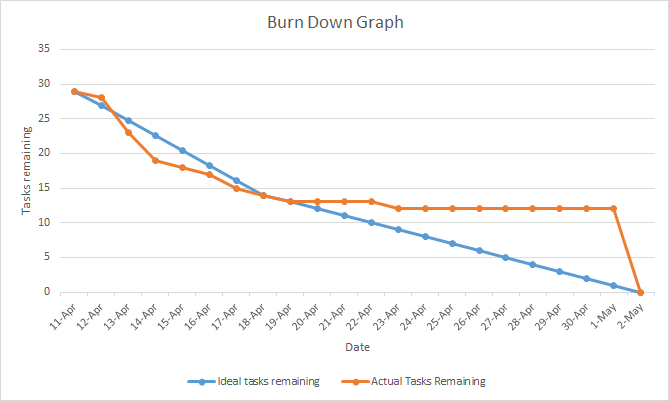 Burn Down Graph
35
30
25
20
15
10
5
0
Tasks remaining
11-Apr 12-Apr 13-Apr 14-Apr 15-Apr 16-Apr 17-Apr 18-Apr 19-Apr 20-Apr 21-Apr 22-Apr 23-Apr 24-Apr 25-Apr 26-Apr 27-Apr 28-Apr 29-Apr 30-Apr 1-May 2-May
Date
Ideal tasks remaining Actual Tasks Remaining